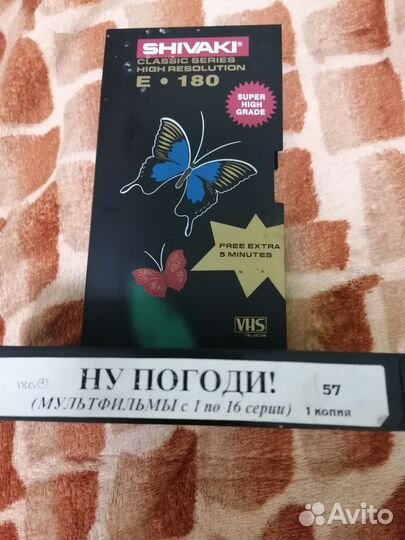 SHIVAKI®
CLASSIC SERIES
HIGH RESOLUTION
E • 180
SUPER
HIGH
GRADE
FREE EXTRA
5 MINUTES
VHS
180
НУ ПОГОДИ!
57
(МУЛЬТФИЛЬМЫ с 1 по 16 серии)
1 копия
Avito